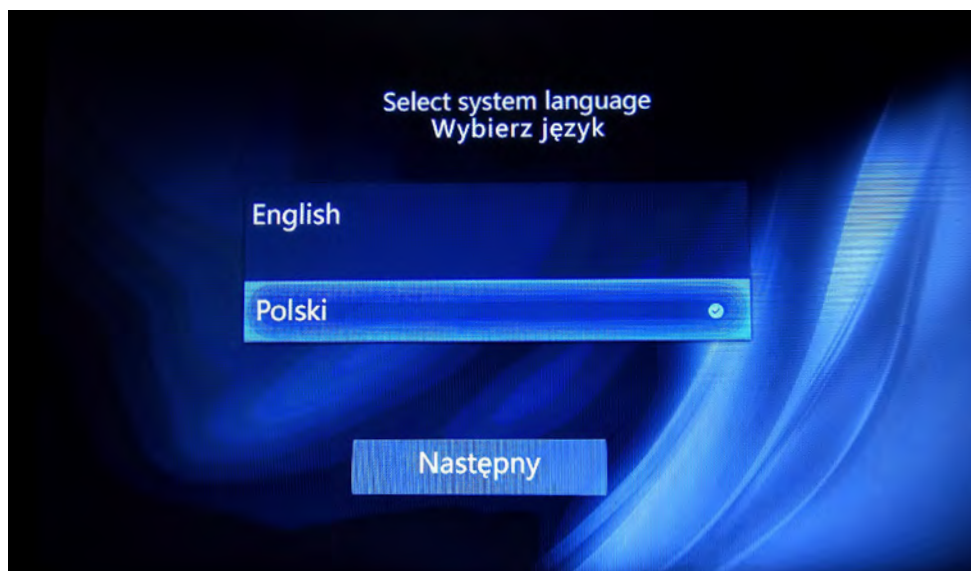 Select system language
Wybierz język
English
Polski
Następny